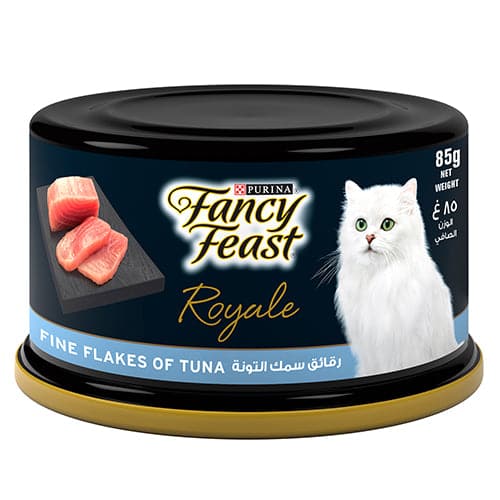 PURINA
Fancy
Feast
Royale
85g
NET
WEIGHT
٨٥ غ
الوزن
الصافي
FINE FLAKES OF TUNA رقائق سمك التونة